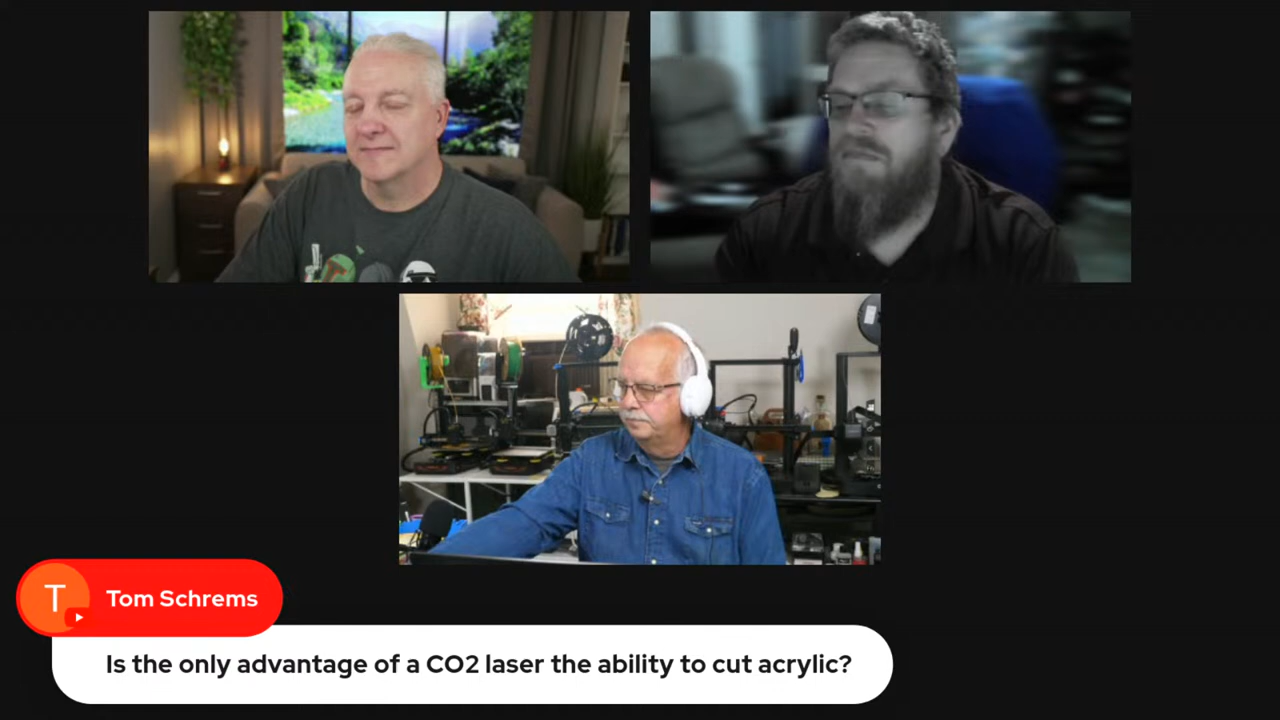 T
Tom Schrems
Is the only advantage of a CO2 laser the ability to cut acrylic?